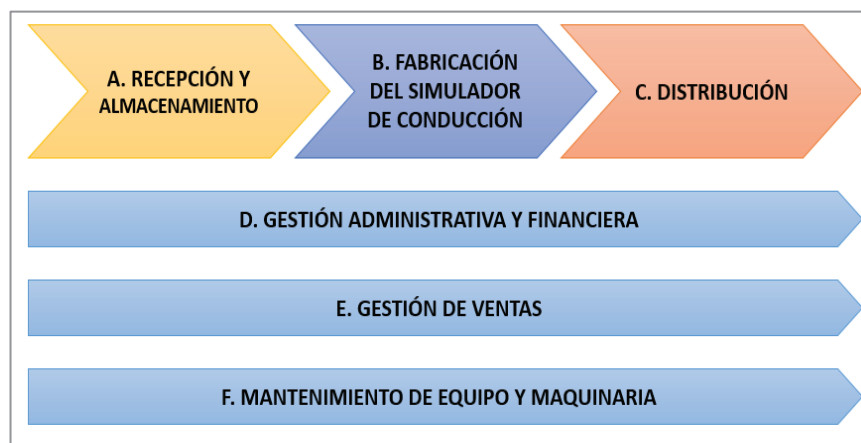 A. RECEPCIÓN Y
ALMACENAMIENTO
B. FABRICACIÓN
DEL SIMULADOR
DE CONDUCCIÓN
C. DISTRIBUCIÓN
D. GESTIÓN ADMINISTRATIVA Y FINANCIERA
E. GESTIÓN DE VENTAS
F. MANTENIMIENTO DE EQUIPO Y MAQUINARIA